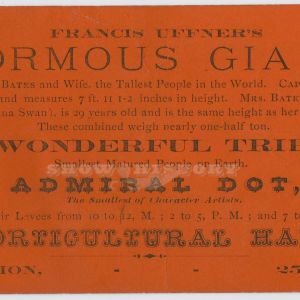 FRANCIS UFFNER'S
ORMOUS GIA
BATES and WIFE, the Tallest People in the World. CAP
and measures 7 ft. 11 1-2 inches in height. MRS. BATE
na Swan), is 29 years old and is the same height as her
These combined weigh nearly one-half ton.
WONDERFUL TRI
Smallest Matured People on Earth.
SHOWHISTORY
ADMIRAL DOT,
The Smallest of Character Artists.
ir Levees from 10 to 12, M.; 2 to 5, P. M.; and 7 t
ORTICULTURAL HA
ION, - - 25